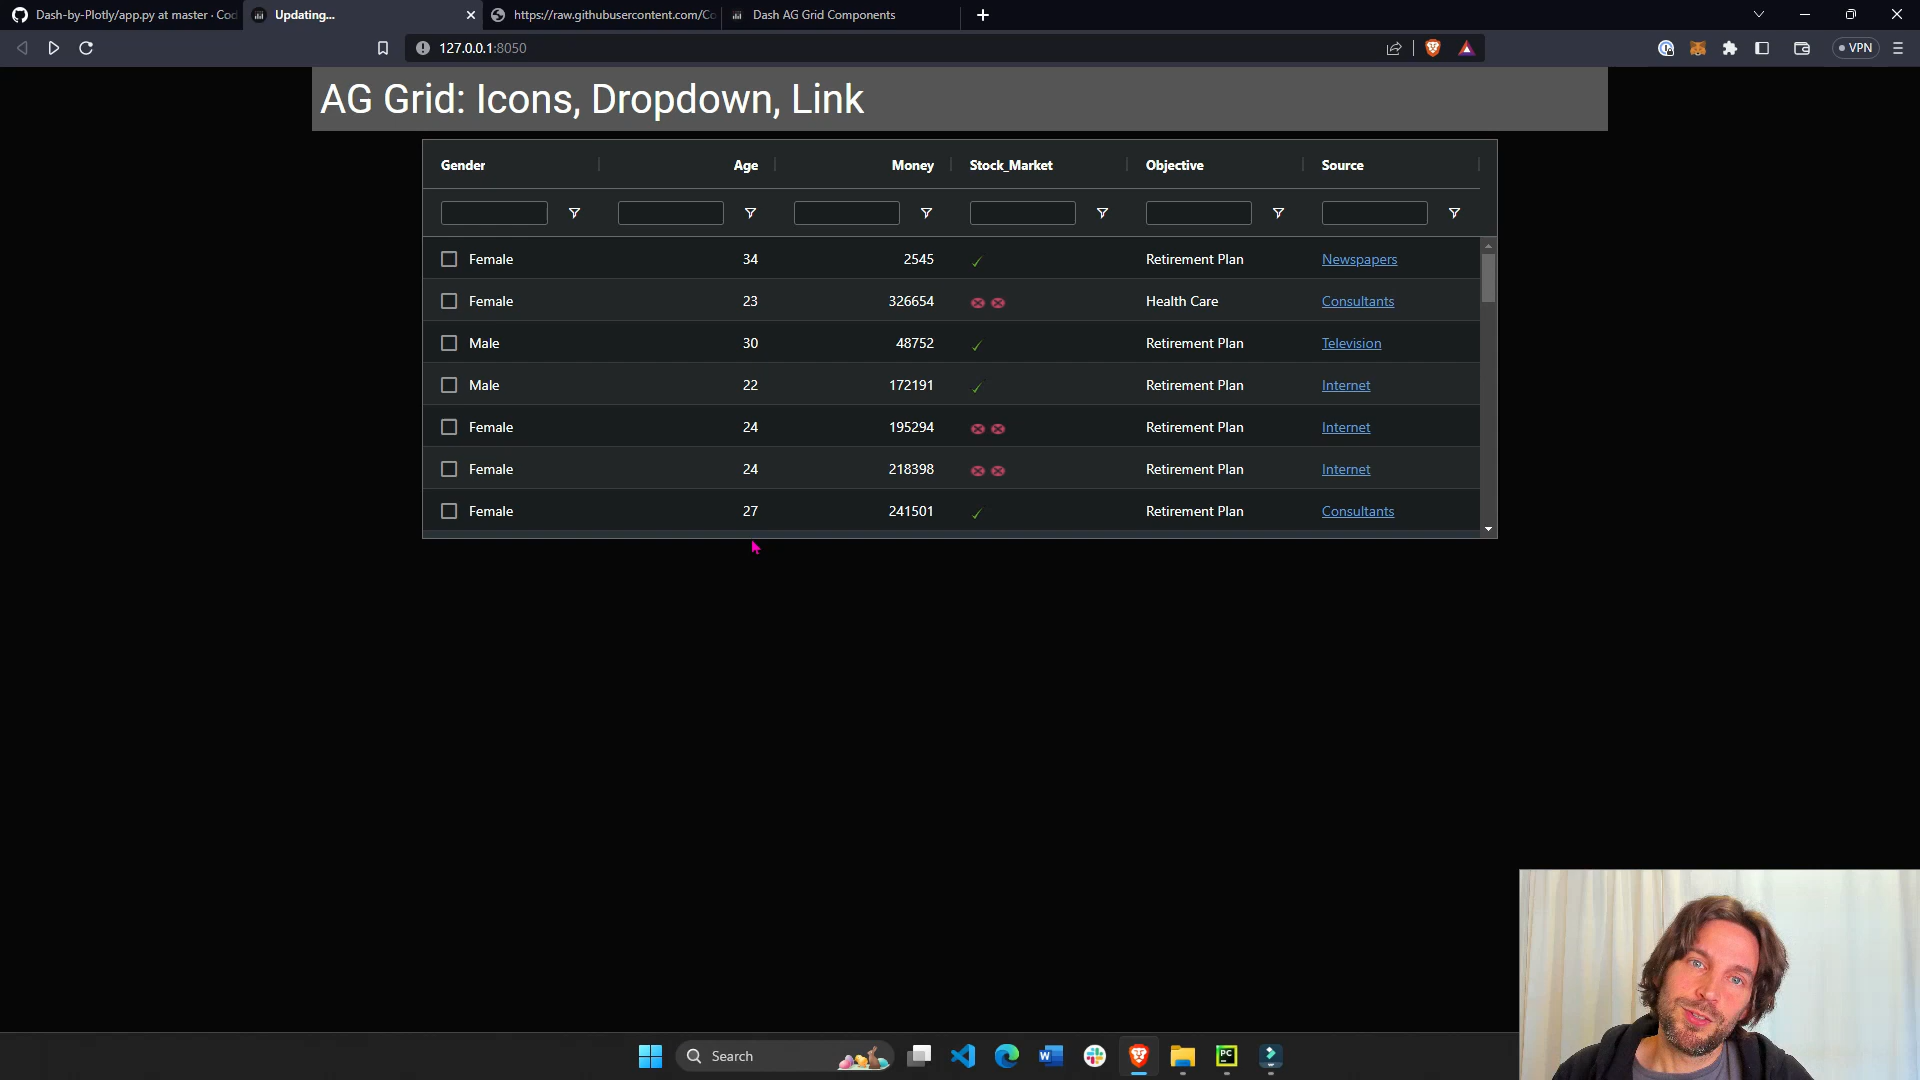 Dash-by-Plotly/app.py at master · Cod
Updating...
https://raw.githubusercontent.com/Co
Dash AG Grid Components
127.0.0.1:8050
VPN
AG Grid: Icons, Dropdown, Link
Gender Age Money Stock_Market Objective Source
Female 34 2545 ✓ Retirement Plan Newspapers
Female 23 326654 Health Care Consultants
Male 30 48752 ✓ Retirement Plan Television
Male 22 172191 ✓ Retirement Plan Internet
Female 24 195294 Retirement Plan Internet
Female 24 218398 Retirement Plan Internet
Female 27 241501 ✓ Retirement Plan Consultants
Search
W
PC